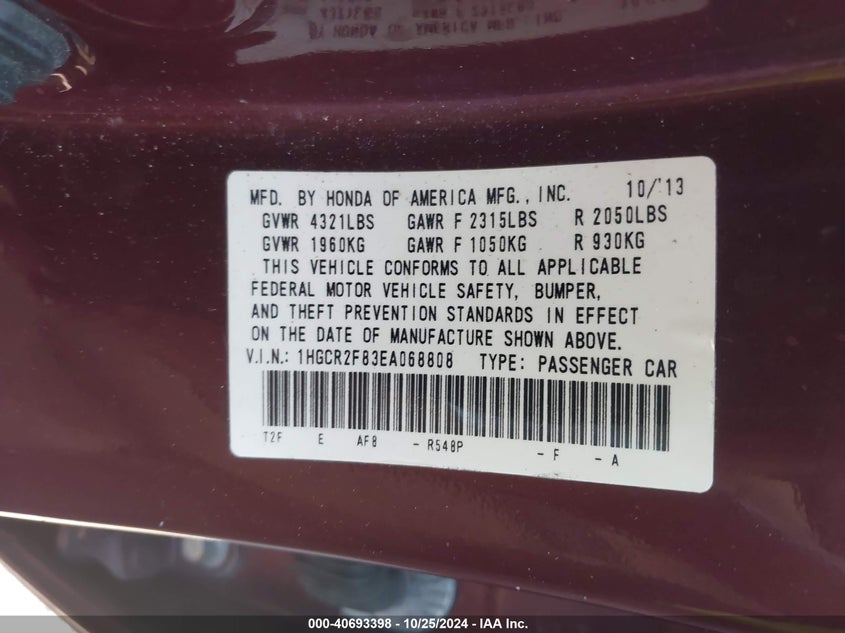 MFD. BY HONDA OF AMERICA MFG., INC. 10/'13
GVWR 4321LBS GAWR F 2315LBS R 2050LBS
GVWR 1960KG GAWR F 1050KG R 930KG
THIS VEHICLE CONFORMS TO ALL APPLICABLE
FEDERAL MOTOR VEHICLE SAFETY, BUMPER,
AND THEFT PREVENTION STANDARDS IN EFFECT
ON THE DATE OF MANUFACTURE SHOWN ABOVE.
V.I.N.: 1HGCR2F83EA068808 TYPE: PASSENGER CAR
T2F E AF8 - R548P - F - A
000-40693398 - 10/25/2024 - IAA Inc.